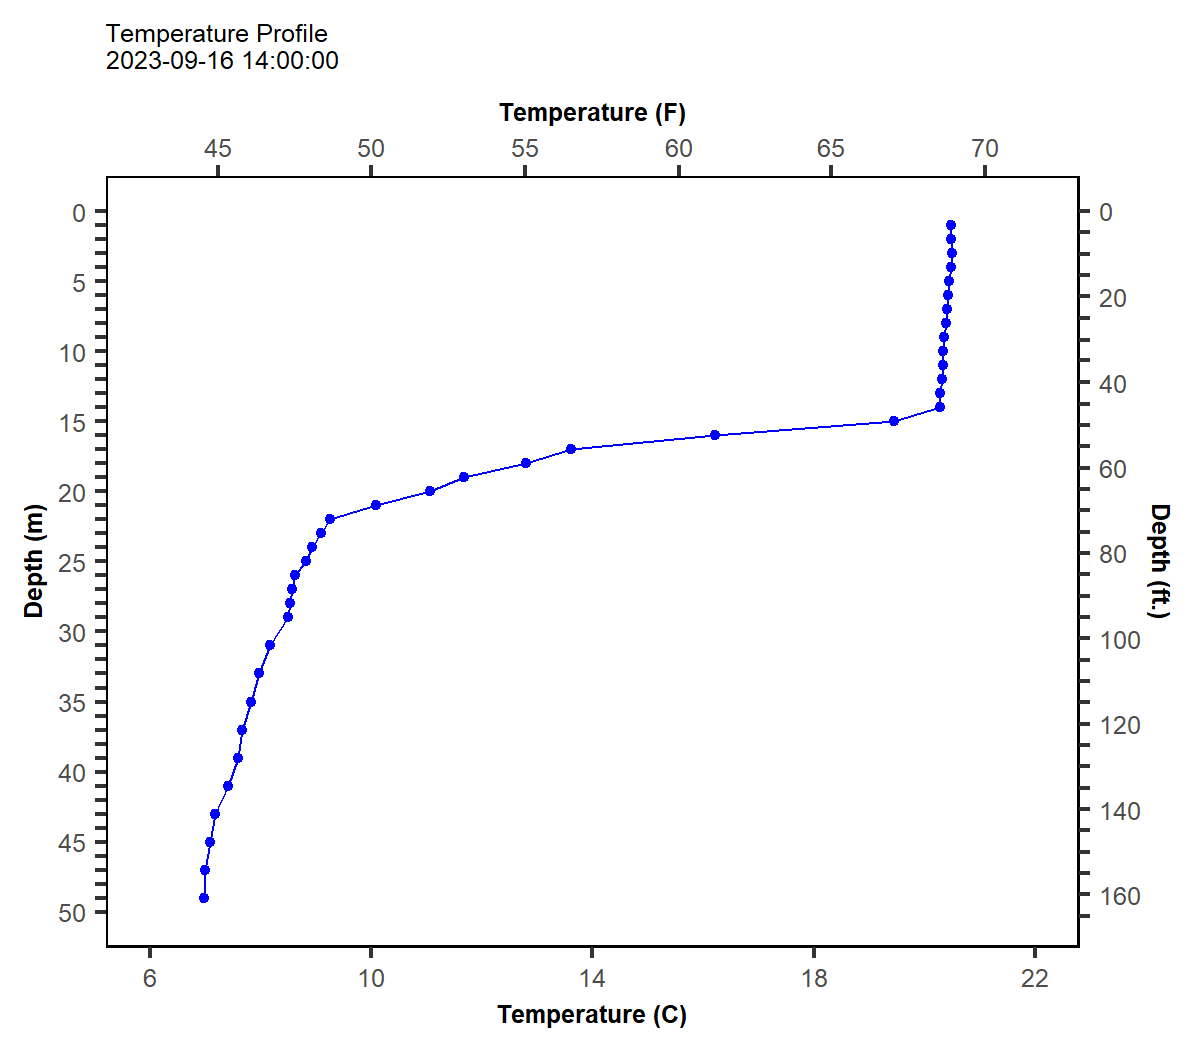 Temperature Profile
2023-09-16 14:00:00
Temperature (F)
45 50 55 60 65 70
0 0
5 20
10 40
15 60
20 80
25 100
30 120
35 140
40 160
45
50
Depth (m)
Depth (ft.)
6 10 14 18 22
Temperature (C)